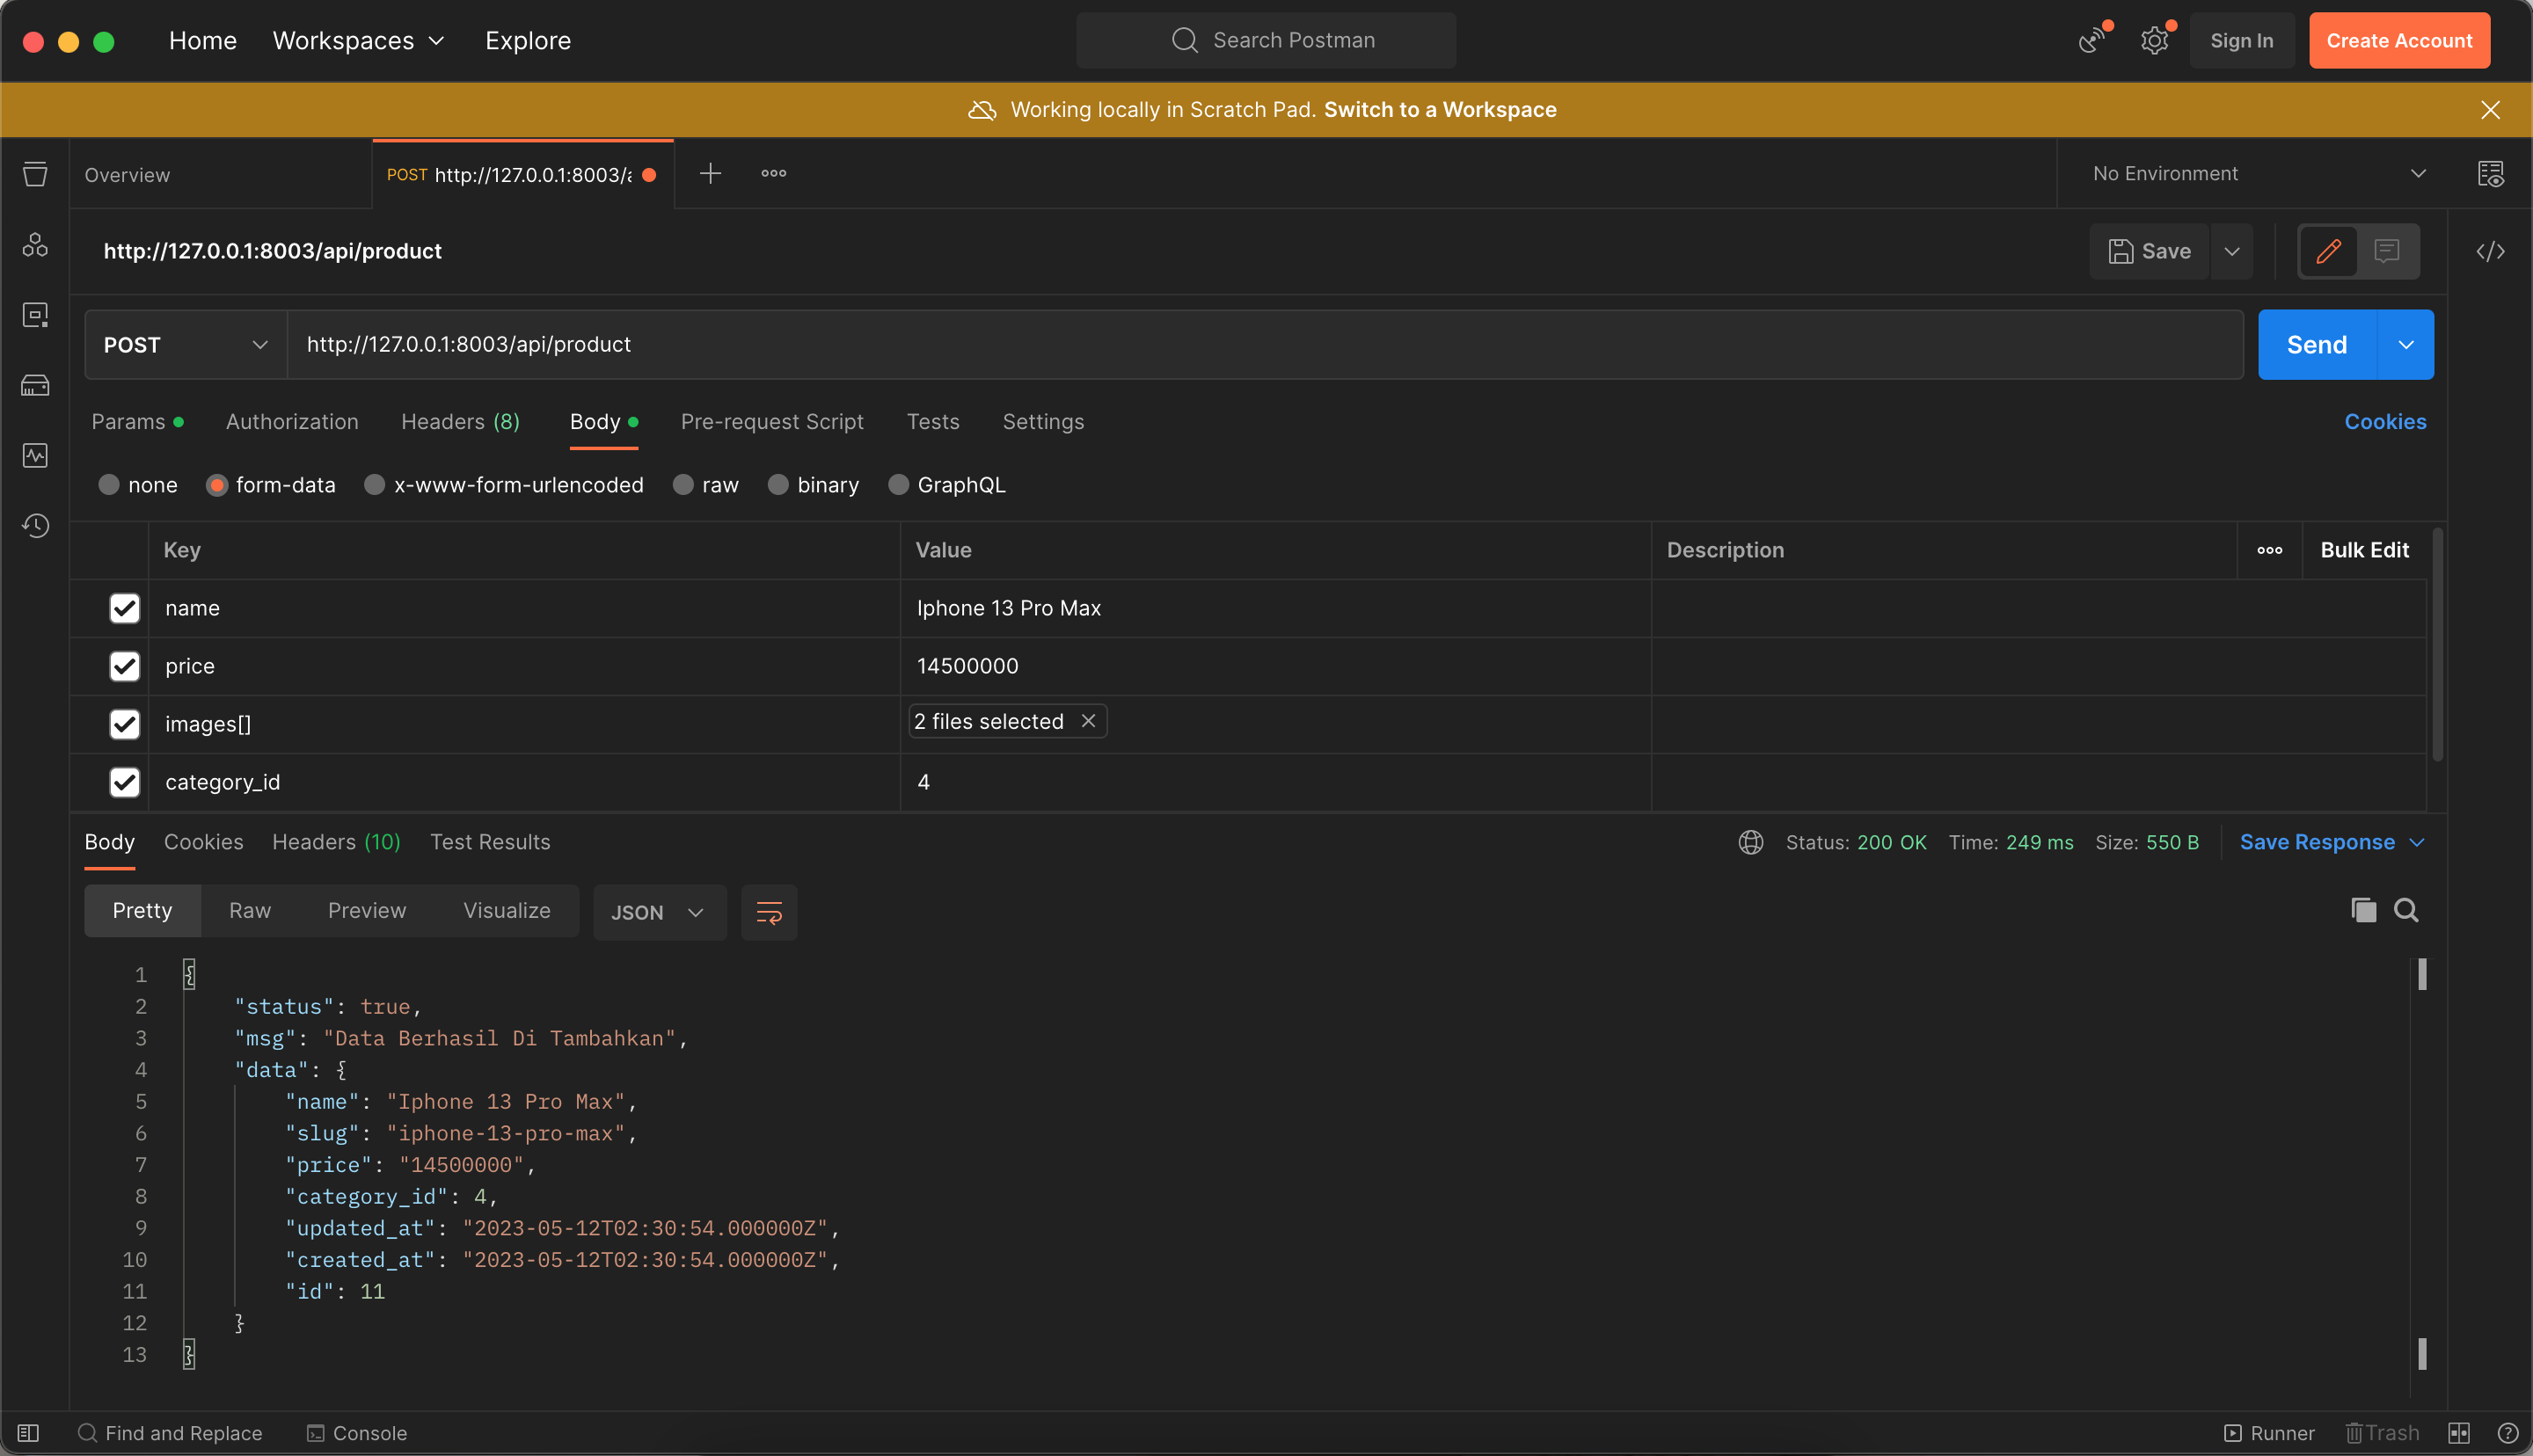 Home Workspaces Explore Search Postman Sign In Create Account
Working locally in Scratch Pad. Switch to a Workspace
Overview POST http://127.0.0.1:8003/a No Environment
http://127.0.0.1:8003/api/product Save
POST http://127.0.0.1:8003/api/product Send
Params Authorization Headers (8) Body Pre-request Script Tests Settings Cookies
none form-data x-www-form-urlencoded raw binary GraphQL
Key Value Description Bulk Edit
name Iphone 13 Pro Max
price 14500000
images[] 2 files selected
category_id 4
Body Cookies Headers (10) Test Results Status: 200 OK Time: 249 ms Size: 550 B Save Response
Pretty Raw Preview Visualize JSON
1 {
2 "status": true,
3 "msg": "Data Berhasil Di Tambahkan",
4 "data": {
5 "name": "Iphone 13 Pro Max",
6 "slug": "iphone-13-pro-max",
7 "price": "14500000",
8 "category_id": 4,
9 "updated_at": "2023-05-12T02:30:54.000000Z",
10 "created_at": "2023-05-12T02:30:54.000000Z",
11 "id": 11
12 }
13 }
Find and Replace Console Runner Trash